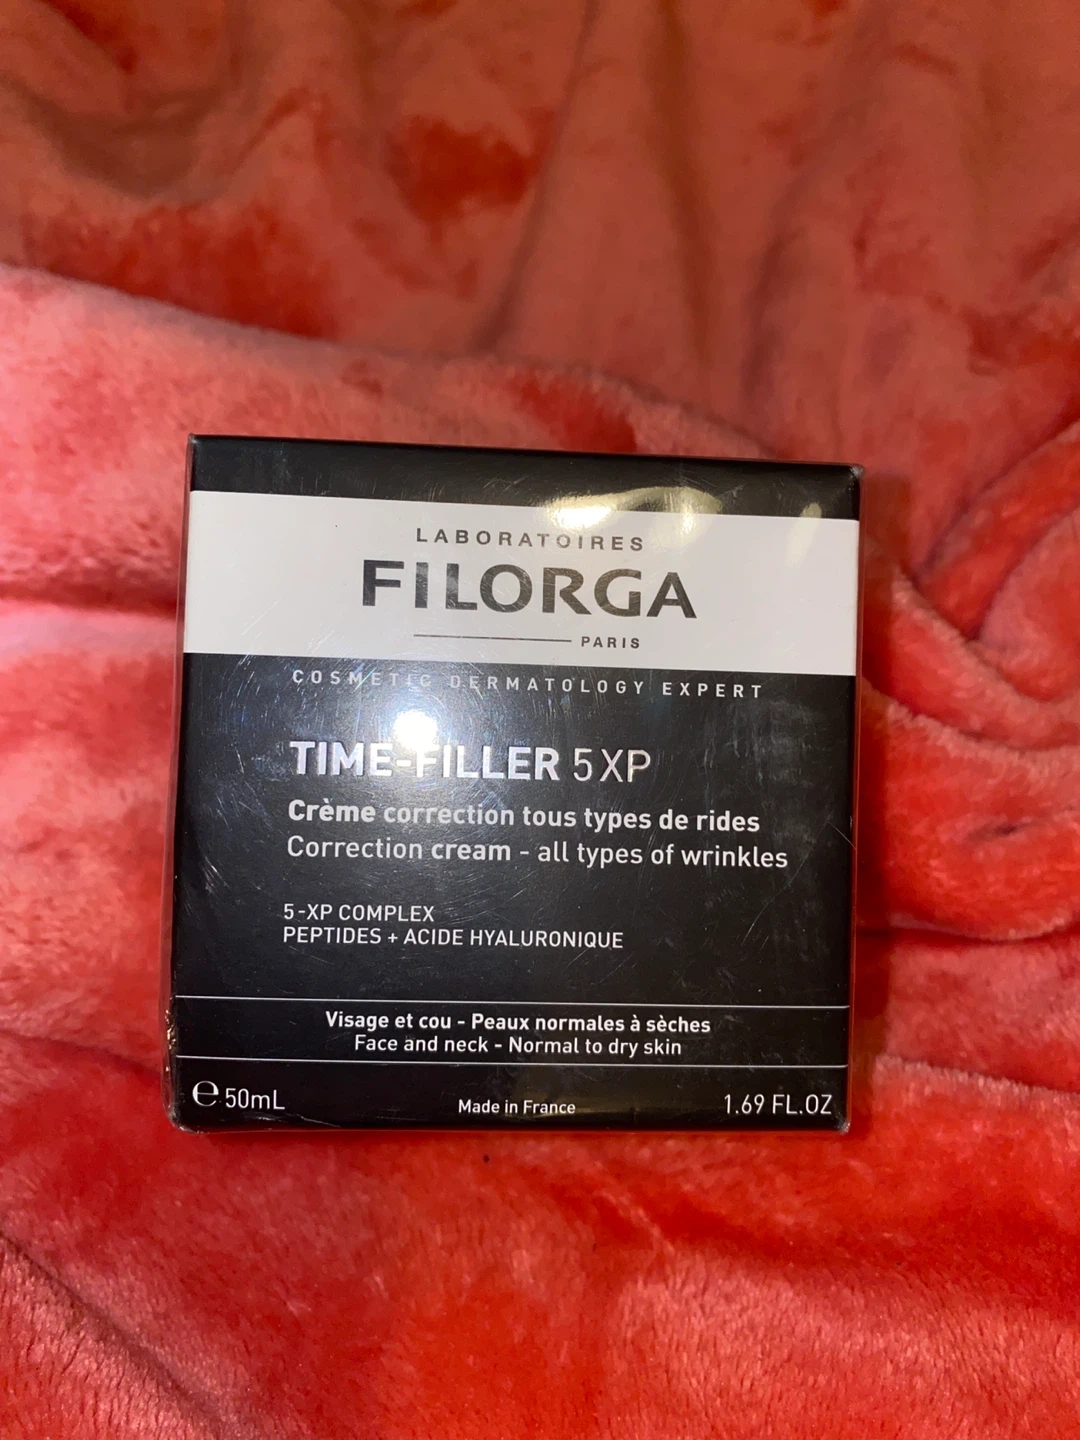 LABORATOIRES
FILORGA
PARIS
COSMETIC DERMATOLOGY EXPERT
TIME-FILLER 5XP
Crème correction tous types de rides
Correction cream - all types of wrinkles
5-XP COMPLEX
PEPTIDES + ACIDE HYALURONIQUE
Visage et cou - Peaux normales à sèches
Face and neck - Normal to dry skin
℮ 50mL
Made in France
1.69 FL.OZ